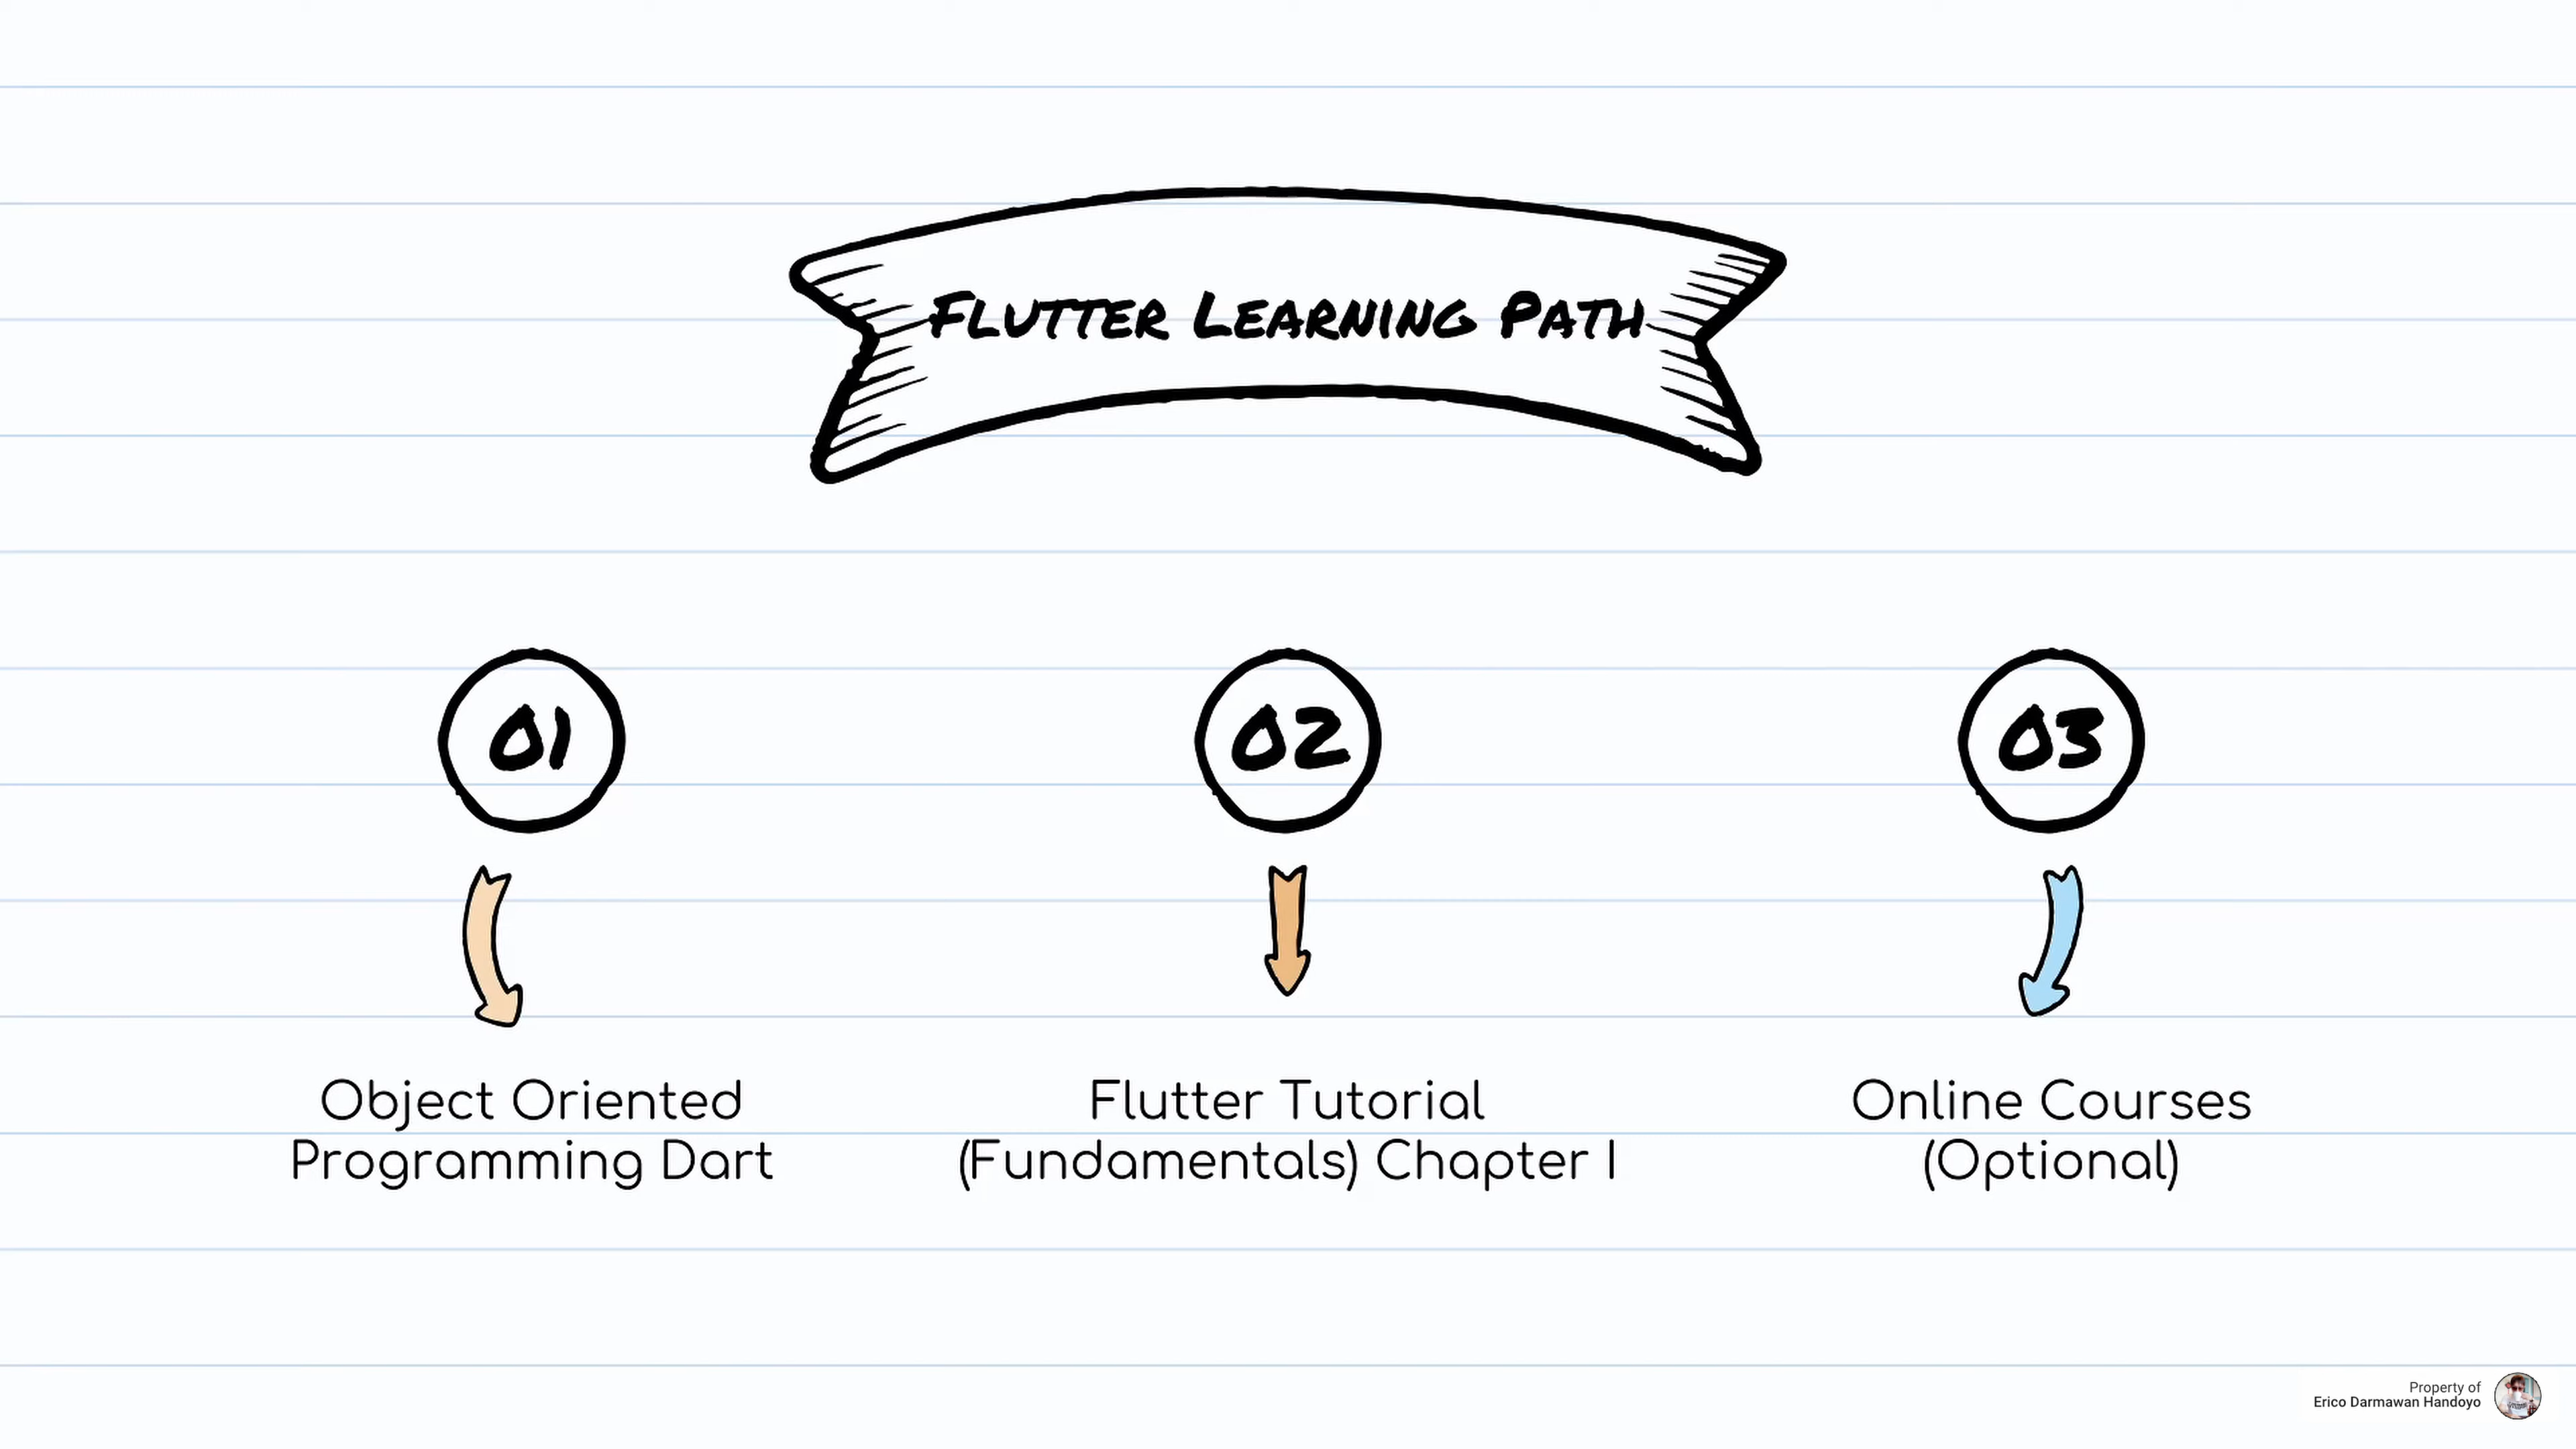 Flutter Learning Path
01
02
03
Object Oriented
Programming Dart
Flutter Tutorial
(Fundamentals) Chapter I
Online Courses
(Optional)
Property of
Erico Darmawan Handoyo